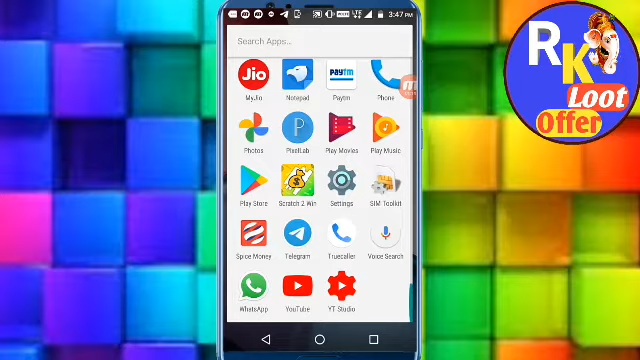 3:47 PM
Search Apps...
Jio
paytm
MyJio Notepad Paytm Phone
Photos PixelLab Play Movies Play Music
Play Store Scratch 2 Win Settings SIM Toolkit
Spice Money Telegram Truecaller Voice Search
WhatsApp YouTube YT Studio
RK
Loot
Offer